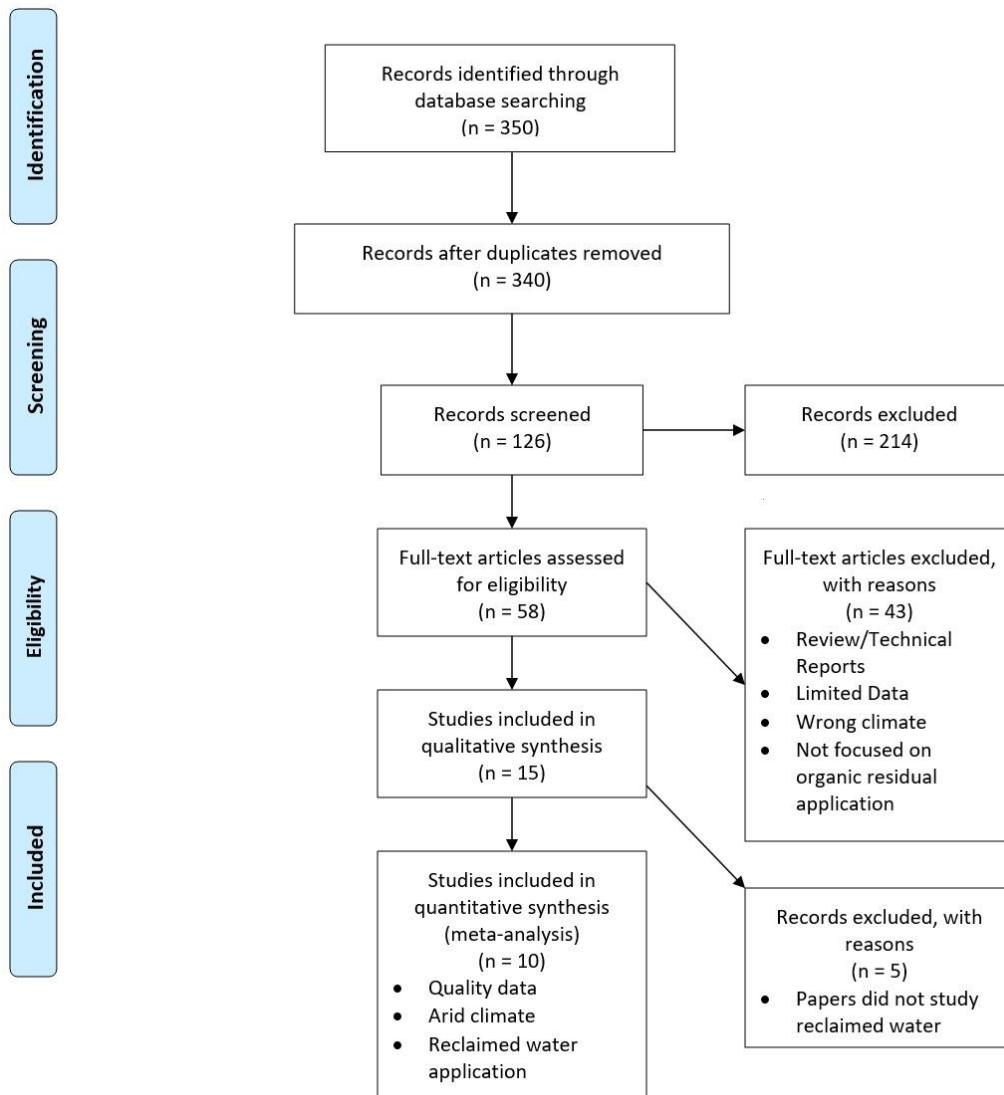 Identification
Records identified through
database searching
(n = 350)
Records after duplicates removed
(n = 340)
Screening
Records screened
(n = 126)
Records excluded
(n = 214)
Eligibility
Full-text articles assessed
for eligibility
(n = 58)
Full-text articles excluded,
with reasons
(n = 43)
• Review/Technical
Reports
• Limited Data
• Wrong climate
• Not focused on
organic residual
application
Studies included in
qualitative synthesis
(n = 15)
Included
Studies included in
quantitative synthesis
(meta-analysis)
(n = 10)
• Quality data
• Arid climate
• Reclaimed water
application
Records excluded, with
reasons
(n = 5)
• Papers did not study
reclaimed water